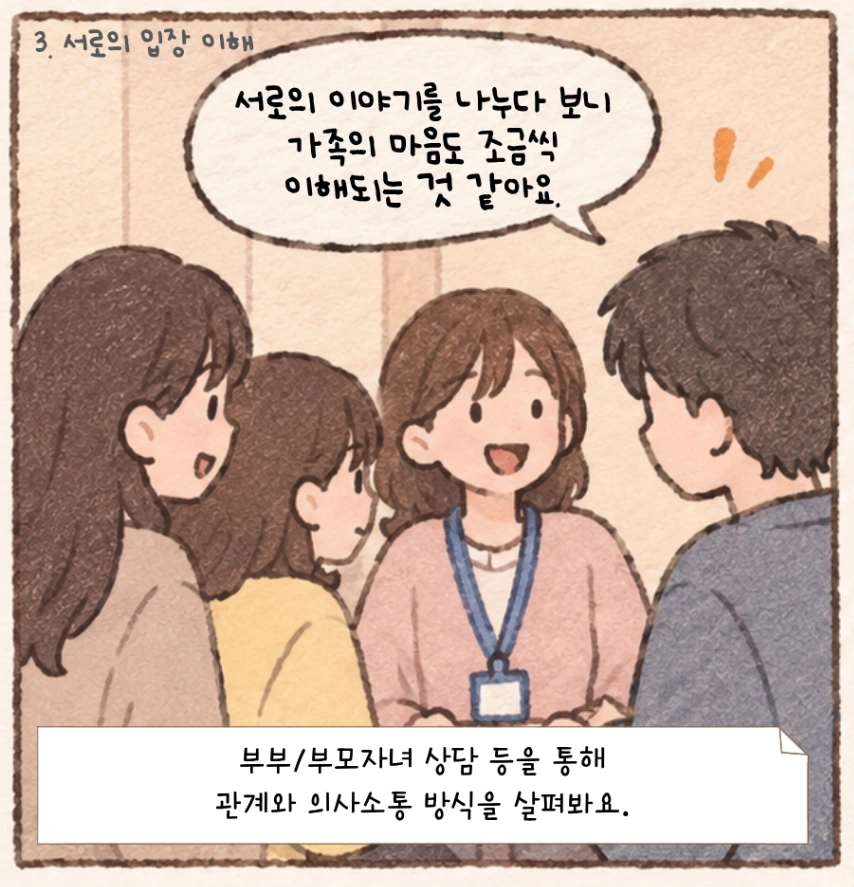 3. 서로의 입장 이해
서로의 이야기를 나누다 보니
가족의 마음도 조금씩
이해되는 것 같아요.
부부/부모자녀 상담 등을 통해
관계와 의사소통 방식을 살펴봐요.